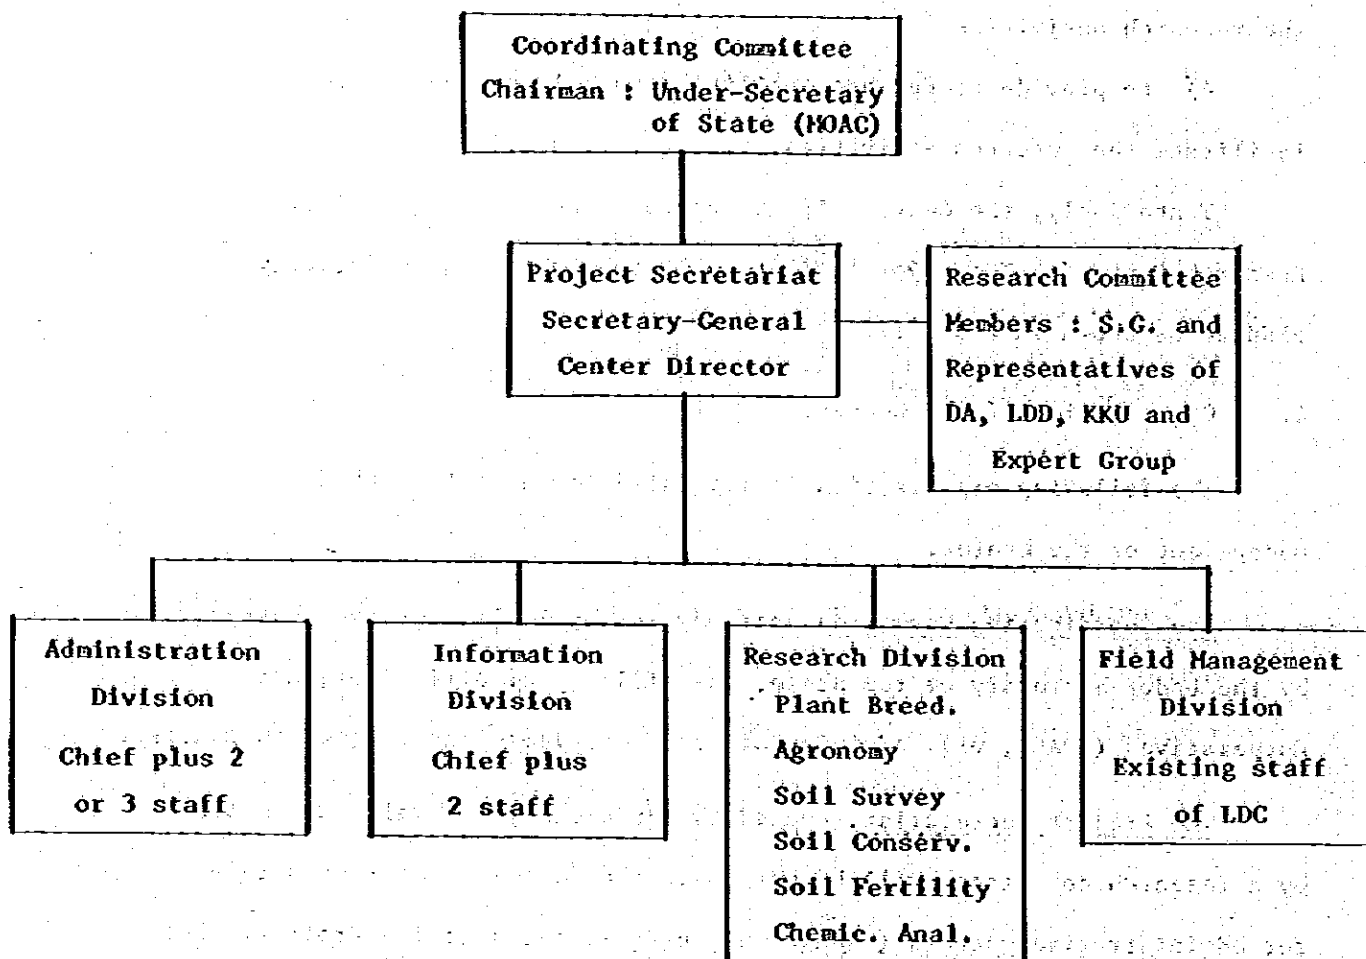 Coordinating Committee
Chairman : Under-Secretary
of State (MOAC)
Project Secretariat
Secretary-General
Center Director
Research Committee
Members : S.G. and
Representatives of
DA, LDD, KKU and
Expert Group
Administration
Division
Chief plus 2
or 3 staff
Information
Division
Chief plus
2 staff
Research Division
Plant Breed.
Agronomy
Soil Survey
Soil Conserv.
Soil Fertility
Chemic. Anal.
Field Management
Division
Existing staff
of LDC